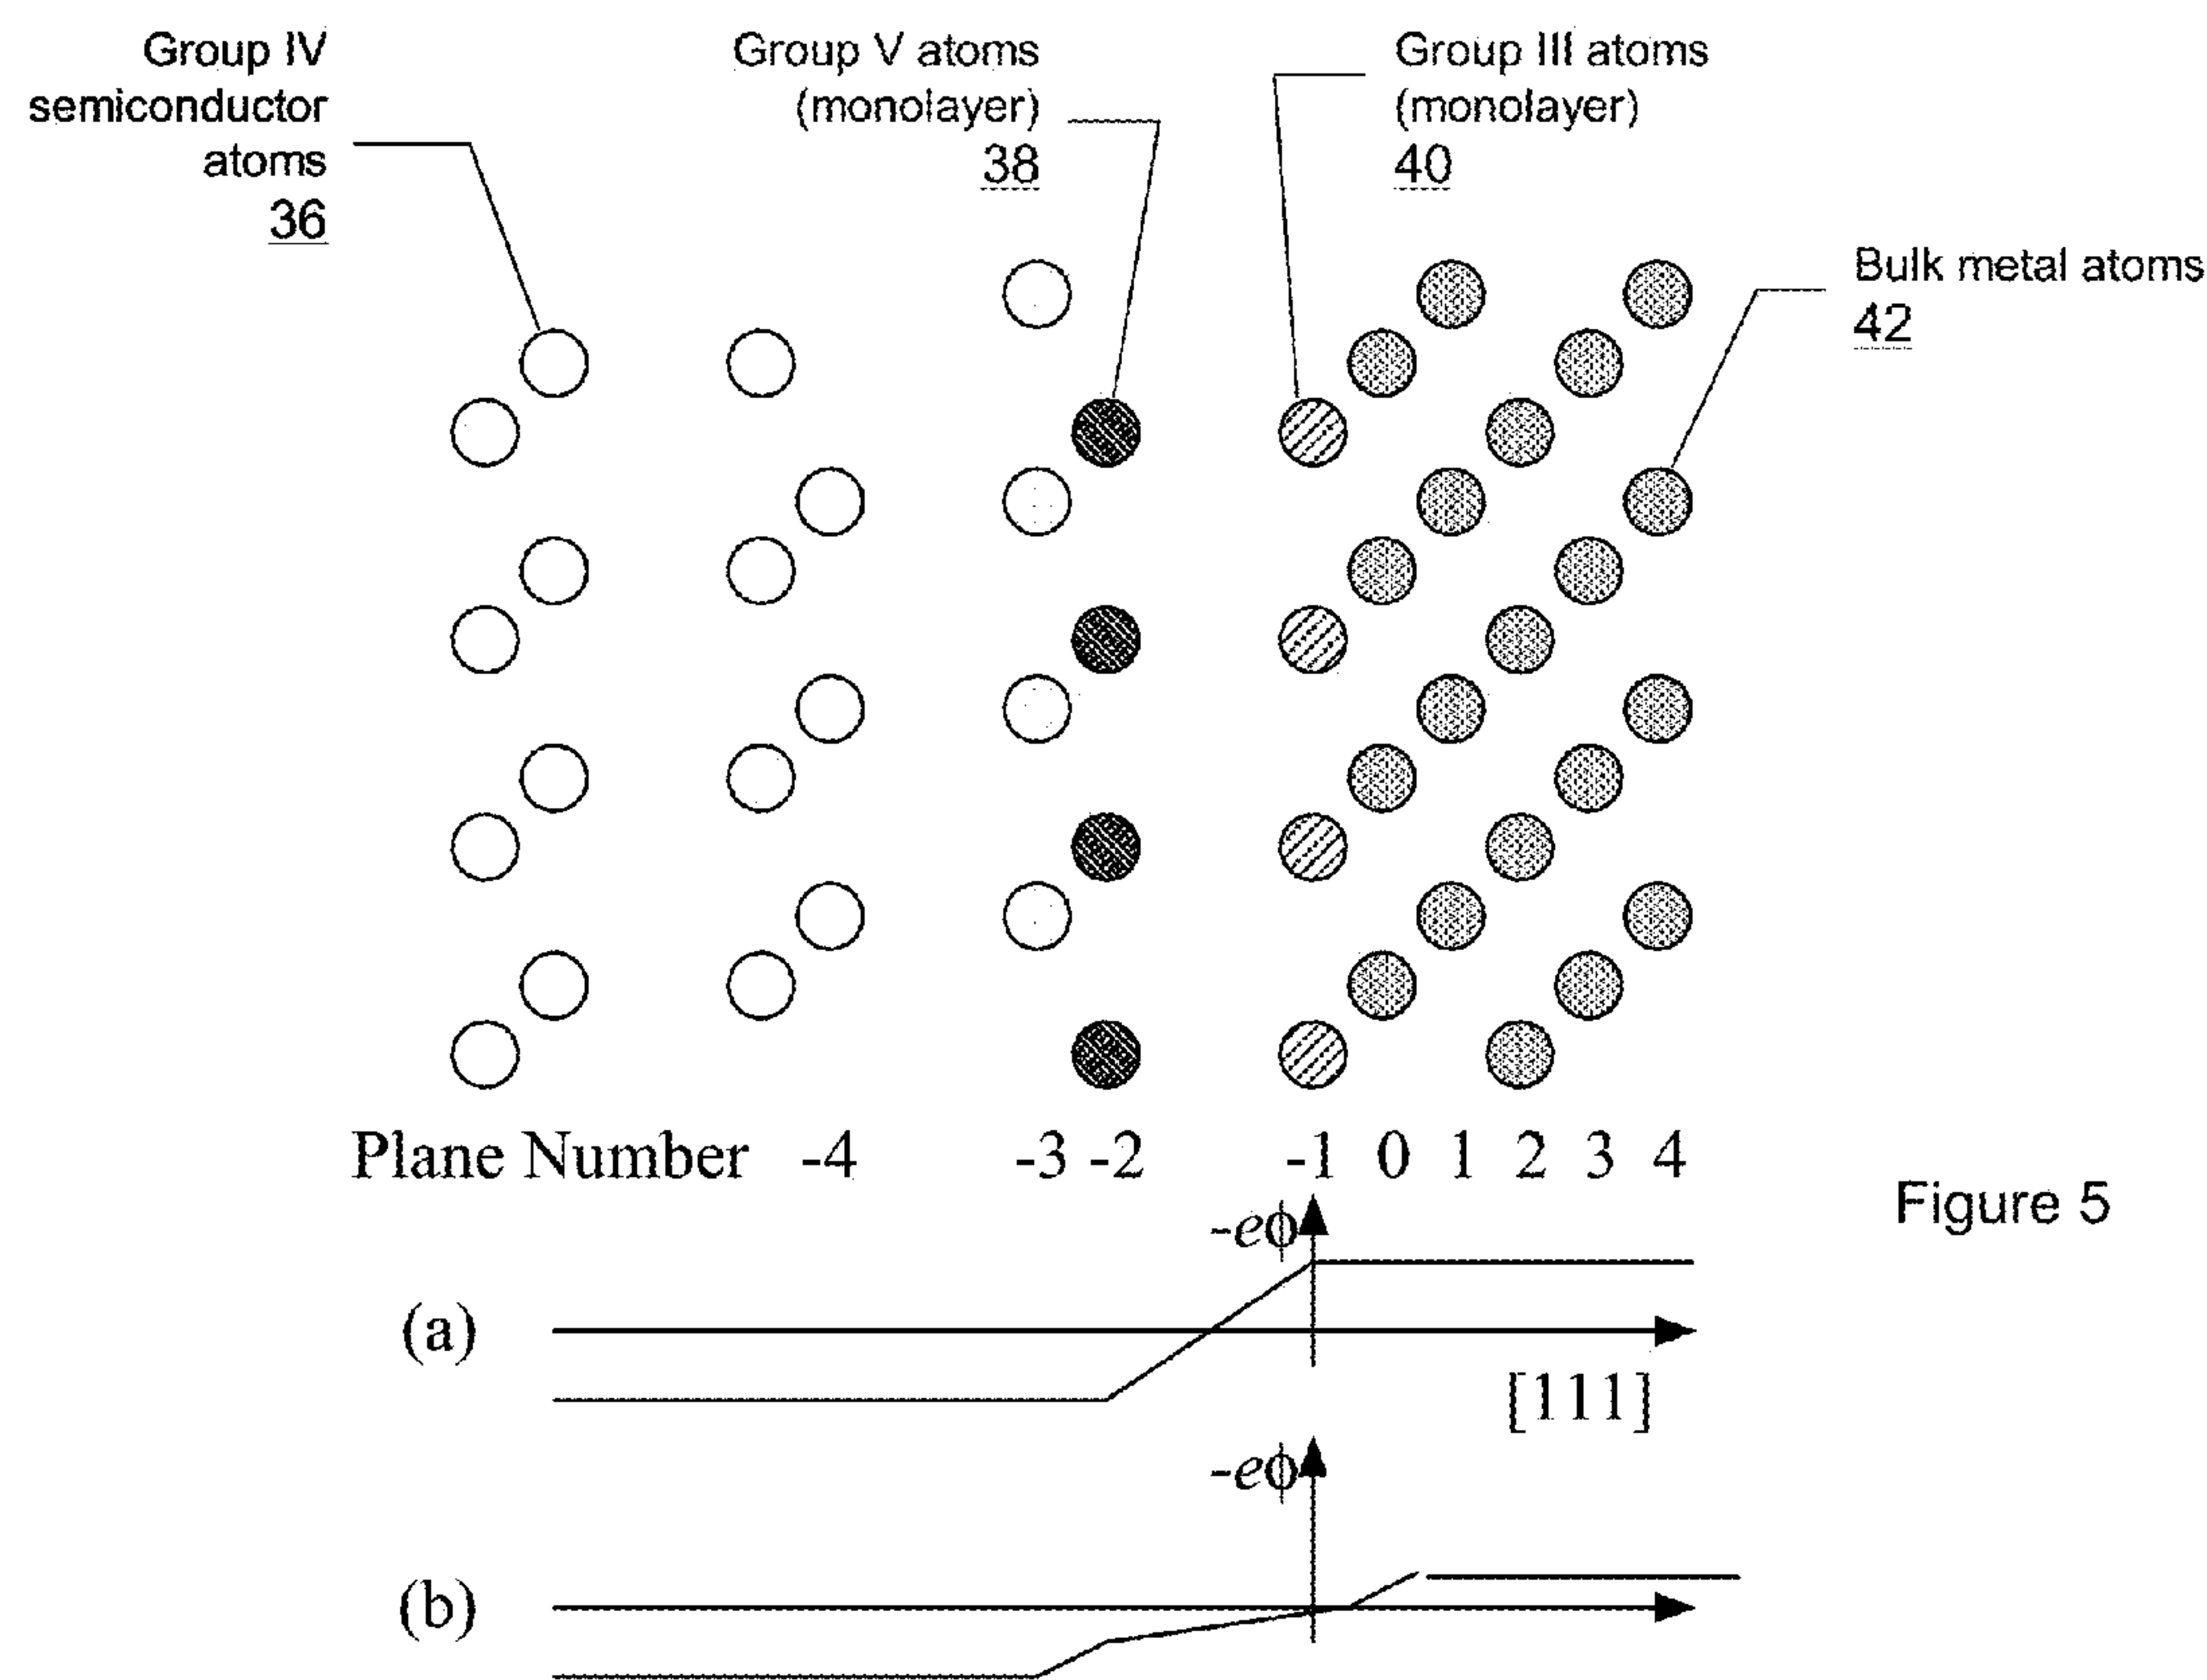 Group IV
semiconductor
atoms
36
Group V atoms
(monolayer)
38
Group III atoms
(monolayer)
40
Bulk metal atoms
42
Plane Number -4 -3 -2 -1 0 1 2 3 4
Figure 5
-eϕ
(a)
[111]
-eϕ
(b)